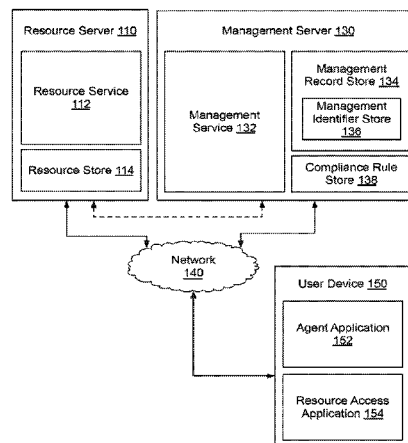 Resource Server 110
Resource Service
112
Resource Store 114
Management Server 130
Management
Service 132
Management
Record Store 134
Management
Identifier Store
136
Compliance Rule
Store 138
Network
140
User Device 150
Agent Application
152
Resource Access
Application 154